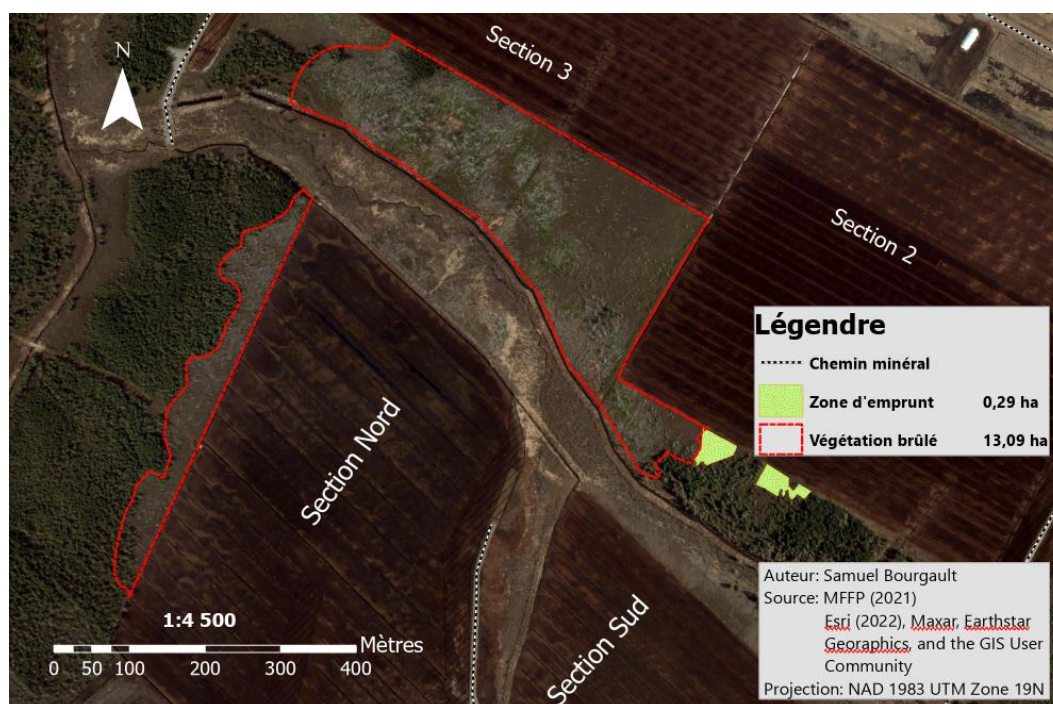 N
Section 3
Section 2
Légendre
Chemin minéral
Zone d'emprunt 0,29 ha
Végétation brûlé 13,09 ha
Section Nord
Section Sud
1:4 500
Mètres
0 50 100 200 300 400
Auteur: Samuel Bourgault
Source: MFFP (2021)
Esri (2022), Maxar, Earthstar
Georaphics, and the GIS User
Community
Projection: NAD 1983 UTM Zone 19N